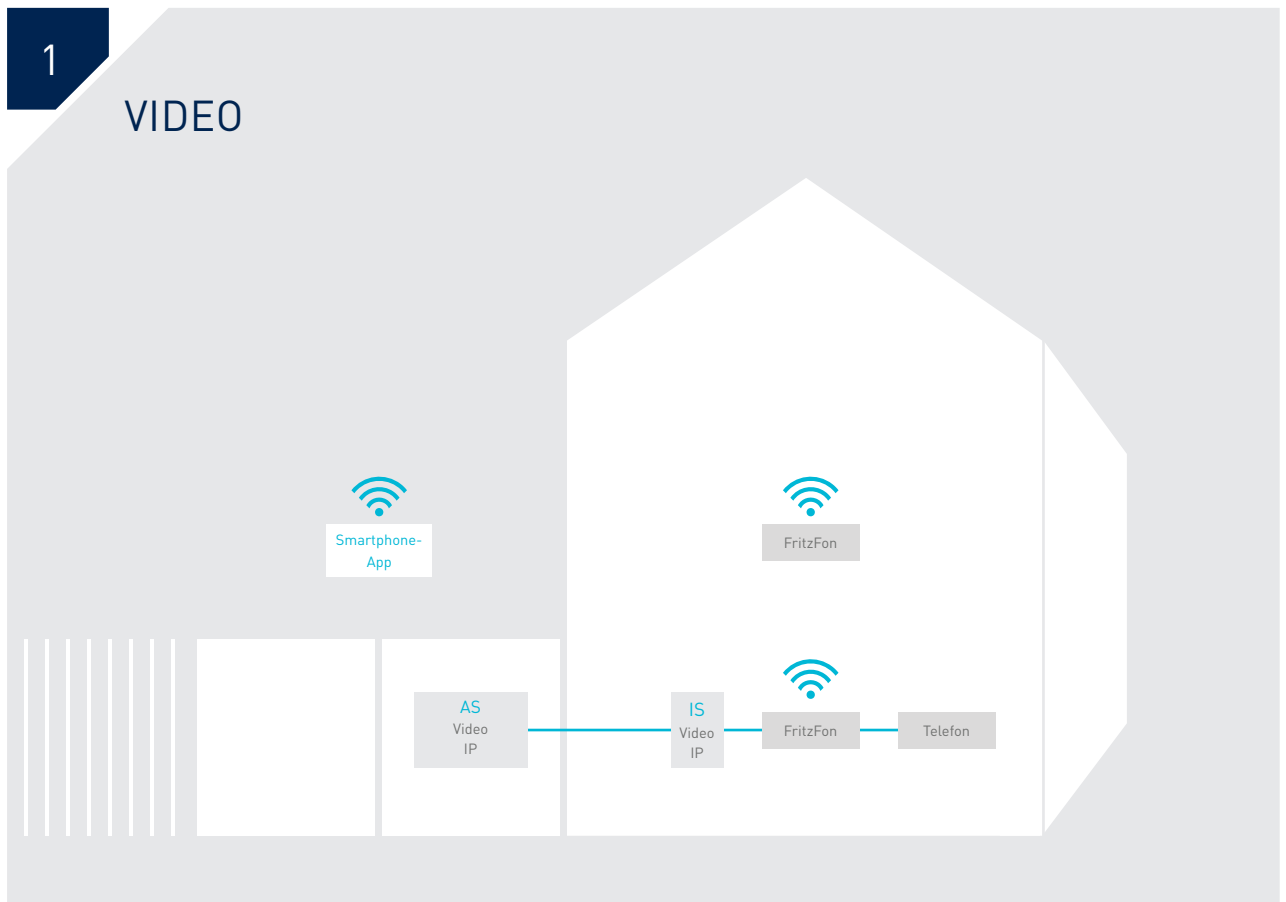 1
VIDEO
Smartphone-
App
FritzFon
AS
Video
IP
IS
Video
IP
FritzFon
Telefon